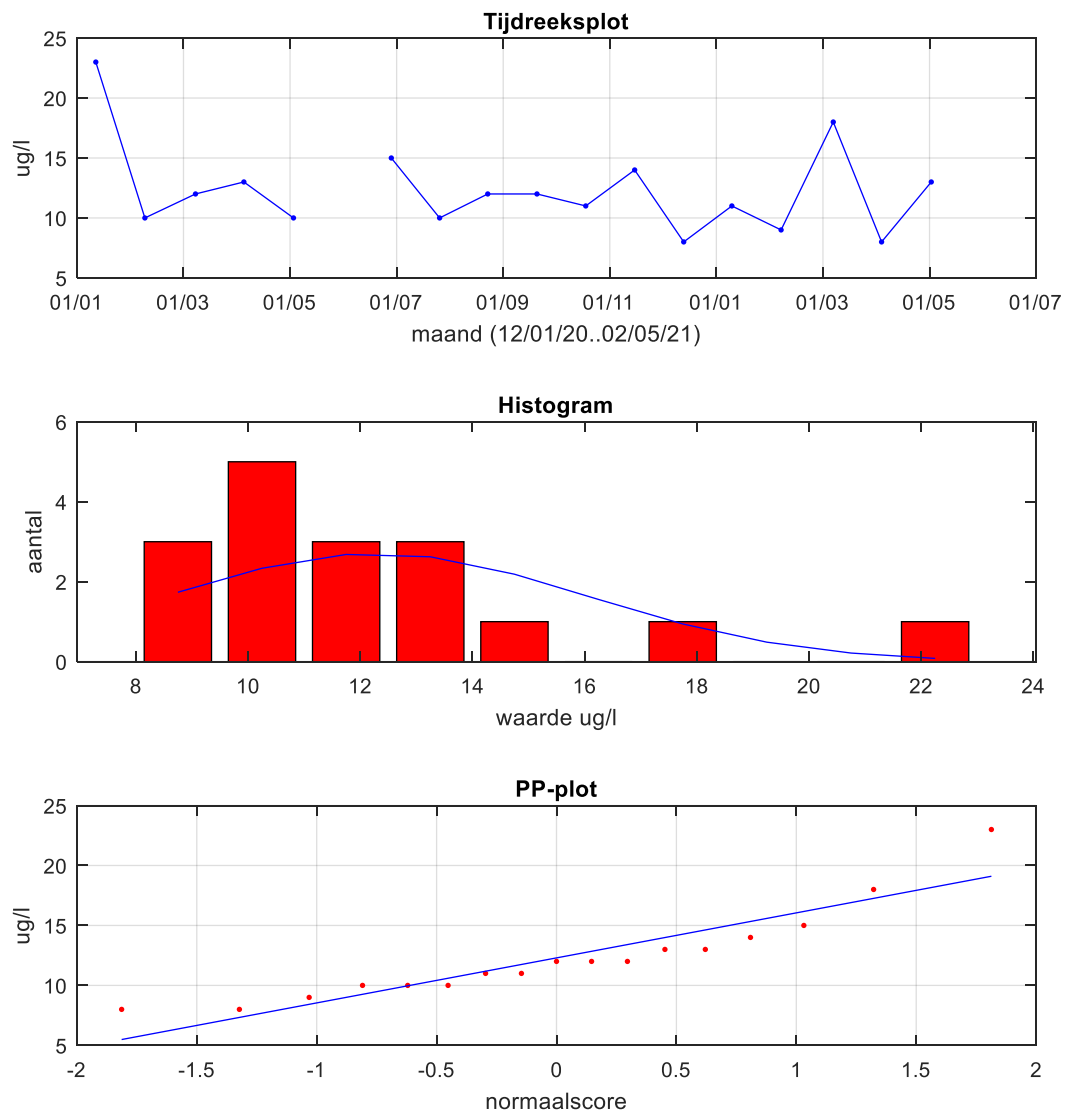 Tijdreeksplot
25
20
15
10
5
ug/l
01/01 01/03 01/05 01/07 01/09 01/11 01/01 01/03 01/05 01/07
maand (12/01/20..02/05/21)
Histogram
6
4
2
0
aantal
8 10 12 14 16 18 20 22 24
waarde ug/l
PP-plot
25
20
15
10
5
ug/l
-2 -1.5 -1 -0.5 0 0.5 1 1.5 2
normaalscore